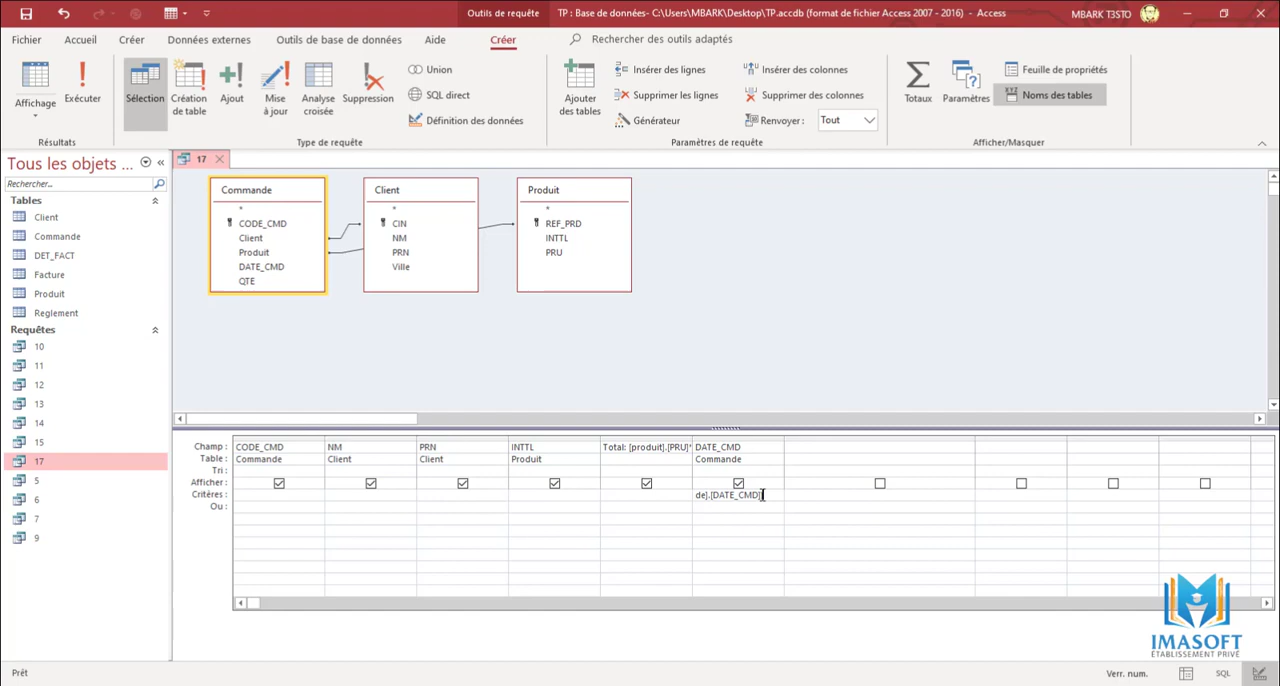 Outils de requête
TP : Base de données- C:\Users\MBARK\Desktop\TP.accdb (format de fichier Access 2007 - 2016) - Access
MBARK T3STO
Fichier Accueil Créer Données externes Outils de base de données Aide Créer Rechercher des outils adaptés
Affichage
Exécuter
Résultats
Sélection
Création de table
Ajout
Mise à jour
Analyse croisée
Suppression
Union
SQL direct
Définition des données
Type de requête
Ajouter des tables
Insérer des lignes
Supprimer les lignes
Générateur
Insérer des colonnes
Supprimer des colonnes
Renvoyer : Tout
Paramètres de requête
Totaux
Paramètres
Feuille de propriétés
XYZ Noms des tables
Afficher/Masquer
Tous les objets ...
Rechercher...
Tables
Client
Commande
DET_FACT
Facture
Produit
Reglement
Requêtes
10
11
12
13
14
15
17
5
6
7
9
17
Commande
*
CODE_CMD
Client
Produit
DATE_CMD
QTE
Client
*
CIN
NM
PRN
Ville
Produit
*
REF_PRD
INTTL
PRU
Champ : CODE_CMD NM PRN INTTL Total: [produit].[PRU]* DATE_CMD
Table : Commande Client Client Produit Commande
Tri :
Afficher :
Critères : de].[DATE_CMD])
Ou :
IMASOFT
ÉTABLISSEMENT PRIVÉ
Prêt
Verr. num.
SQL